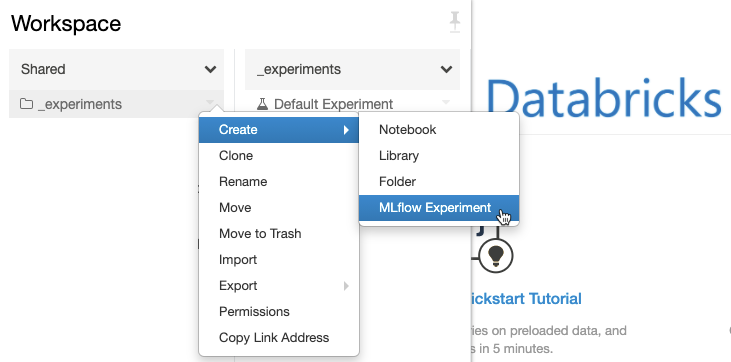 Workspace
Shared
_experiments
_experiments
Default Experiment
Databricks
Create
Clone
Rename
Move
Move to Trash
Import
Export
Permissions
Copy Link Address
Notebook
Library
Folder
MLflow Experiment
ickstart Tutorial
ries on preloaded data, and
s in 5 minutes.